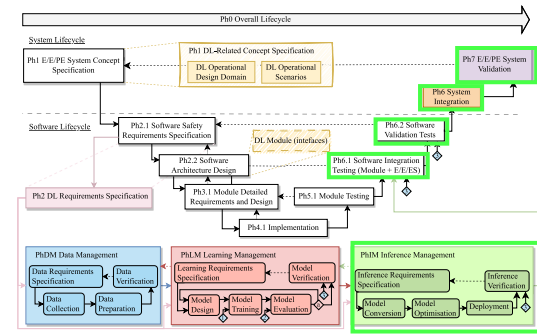 Ph0 Overall Lifecycle
System Lifecycle
Ph1 E/E/PE System Concept
Specification
Ph1 DL-Related Concept Specification
DL Operational
Design Domain
DL Operational
Scenarios
Ph7 E/E/PE System
Validation
Ph6 System
Integration
Software Lifecycle
Ph2.1 Software Safety
Requirements Specification
Ph6.2 Software
Validation Tests
DL Module (interfaces)
Ph2.2 Software
Architecture Design
Ph6.1 Software Integration
Testing (Module + E/E/ES)
Ph2 DL Requirements Specification
Ph3.1 Module Detailed
Requirements and Design
Ph5.1 Module Testing
Ph4.1 Implementation
PhDM Data Management
Data Requirements
Specification
Data
Verification
Data
Collection
Data
Preparation
PhLM Learning Management
Learning Requirements
Specification
Model
Verification
Model
Design
Model
Training
Model
Evaluation
PhIM Inference Management
Inference Requirements
Specification
Inference
Verification
Model
Conversion
Model
Optimisation
Deployment